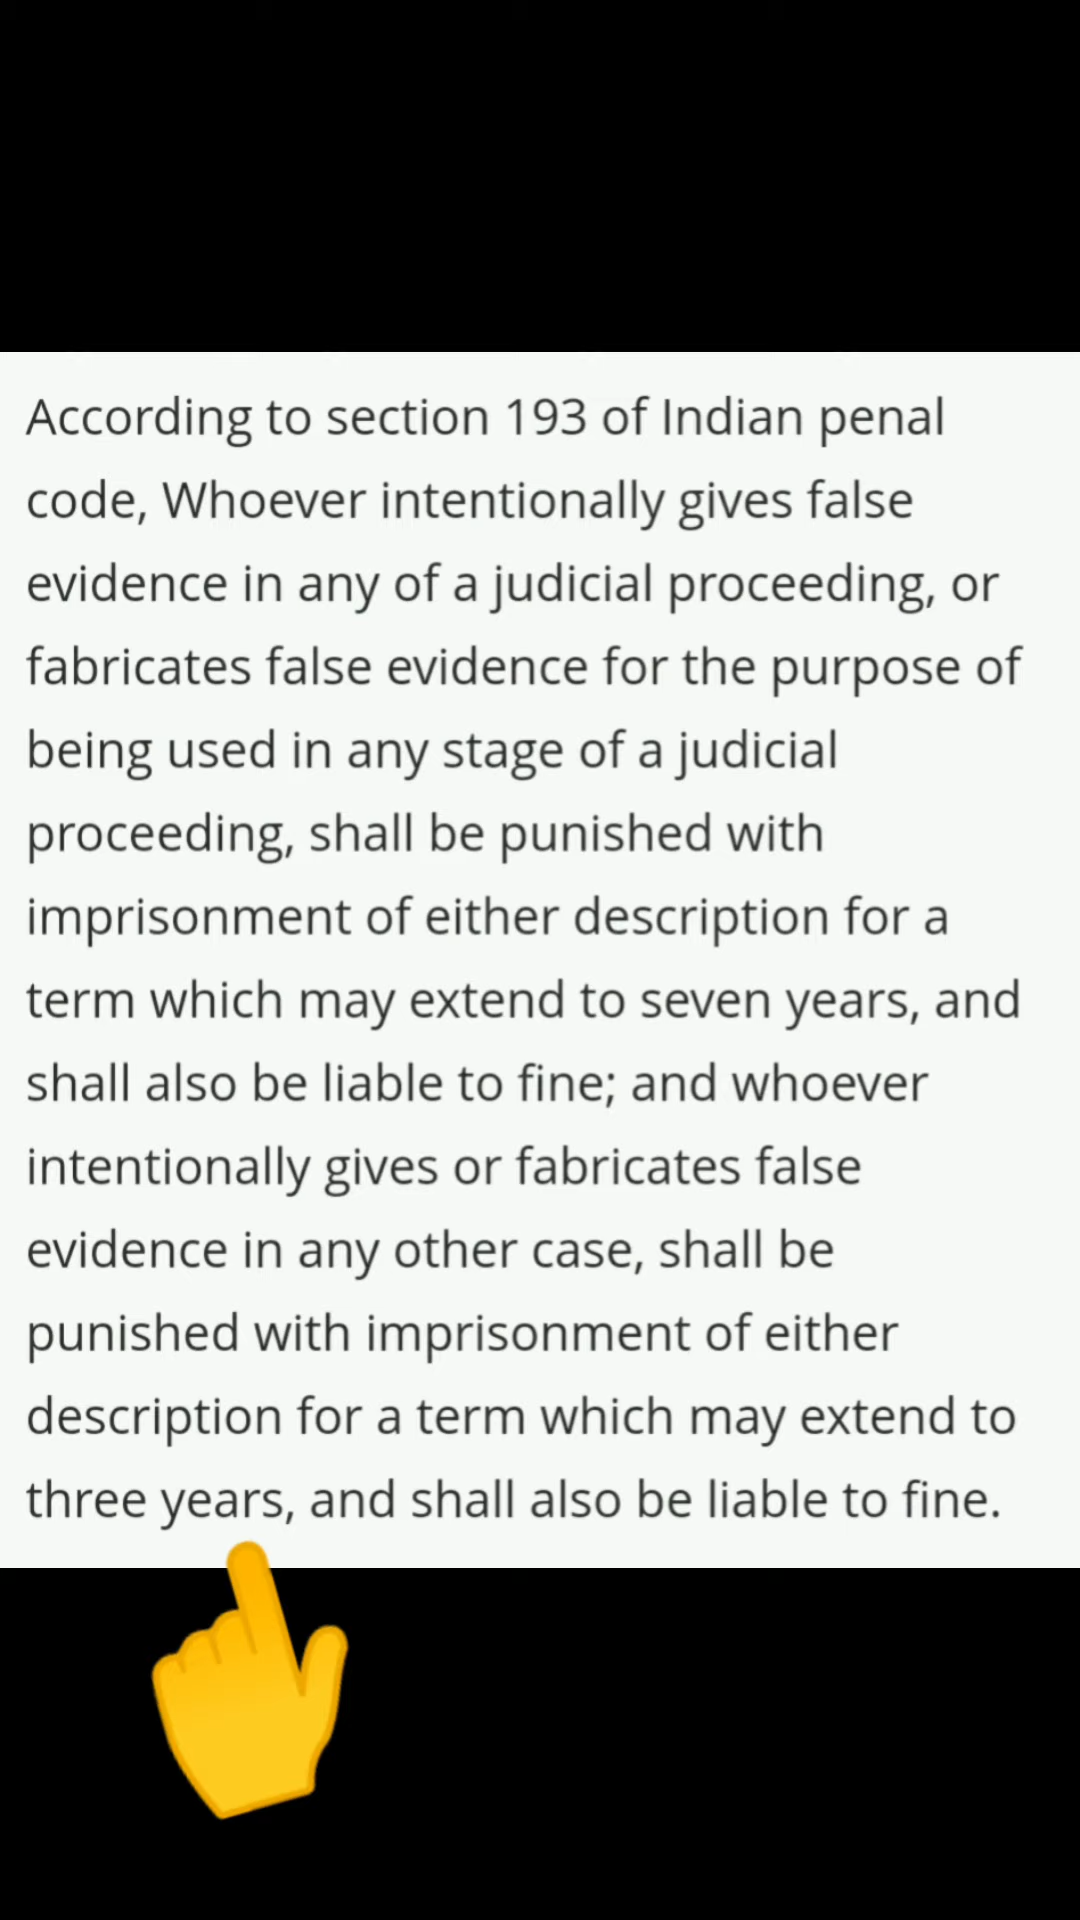 According to section 193 of Indian penal
code, Whoever intentionally gives false
evidence in any of a judicial proceeding, or
fabricates false evidence for the purpose of
being used in any stage of a judicial
proceeding, shall be punished with
imprisonment of either description for a
term which may extend to seven years, and
shall also be liable to fine; and whoever
intentionally gives or fabricates false
evidence in any other case, shall be
punished with imprisonment of either
description for a term which may extend to
three years, and shall also be liable to fine.